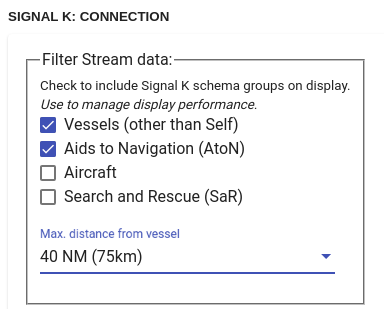 SIGNAL K: CONNECTION
Filter Stream data:
Check to include Signal K schema groups on display.
Use to manage display performance.
Vessels (other than Self)
Aids to Navigation (AtoN)
Aircraft
Search and Rescue (SaR)
Max. distance from vessel
40 NM (75km)